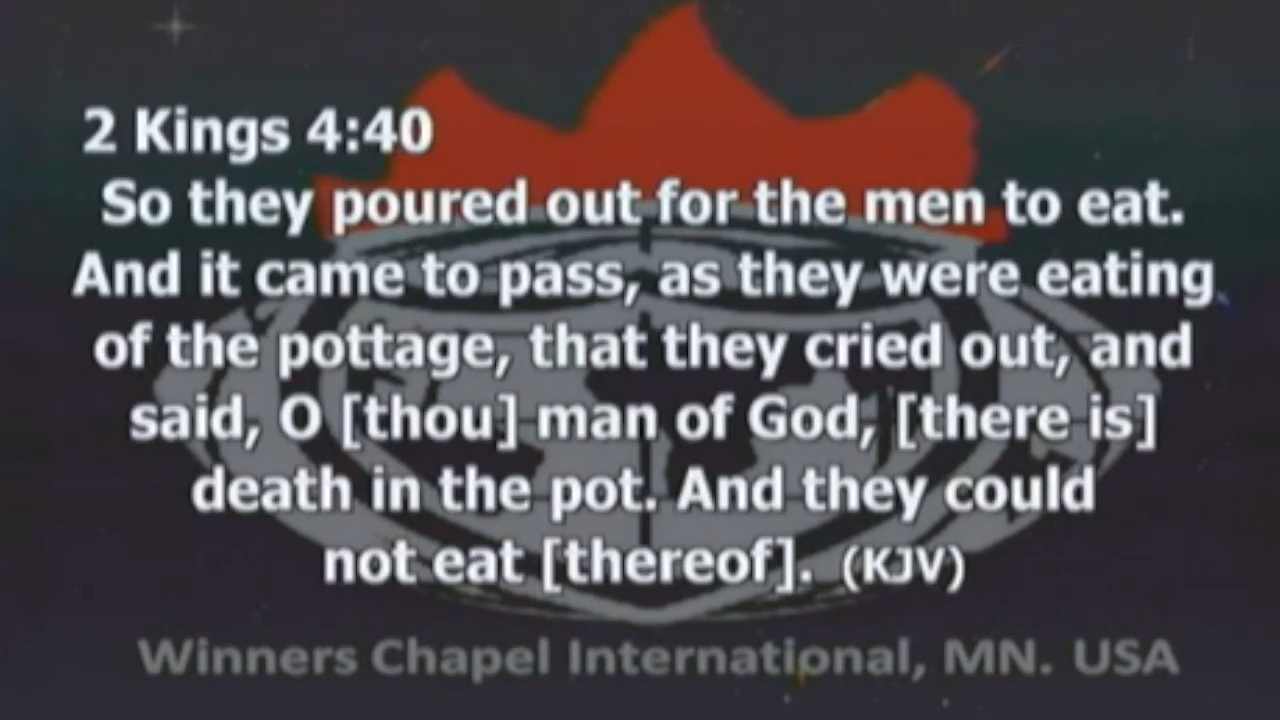 2 Kings 4:40
So they poured out for the men to eat.
And it came to pass, as they were eating
of the pottage, that they cried out, and
said, O [thou] man of God, [there is]
death in the pot. And they could
not eat [thereof]. (KJV)
Winners Chapel International, MN. USA